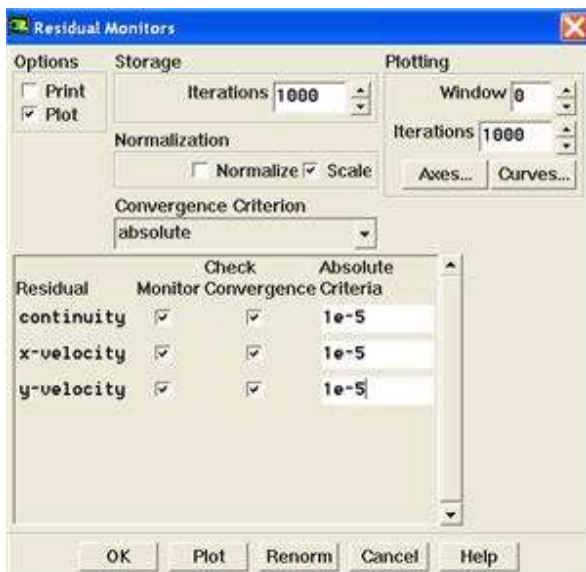 Residual Monitors
Options
Print
Plot
Storage
Iterations 1000
Normalization
Normalize Scale
Convergence Criterion
absolute
Plotting
Window 0
Iterations 1000
Axes... Curves...
Residual Monitor Check Convergence Absolute Criteria
continuity 1e-5
x-velocity 1e-5
y-velocity 1e-5
OK Plot Renorm Cancel Help